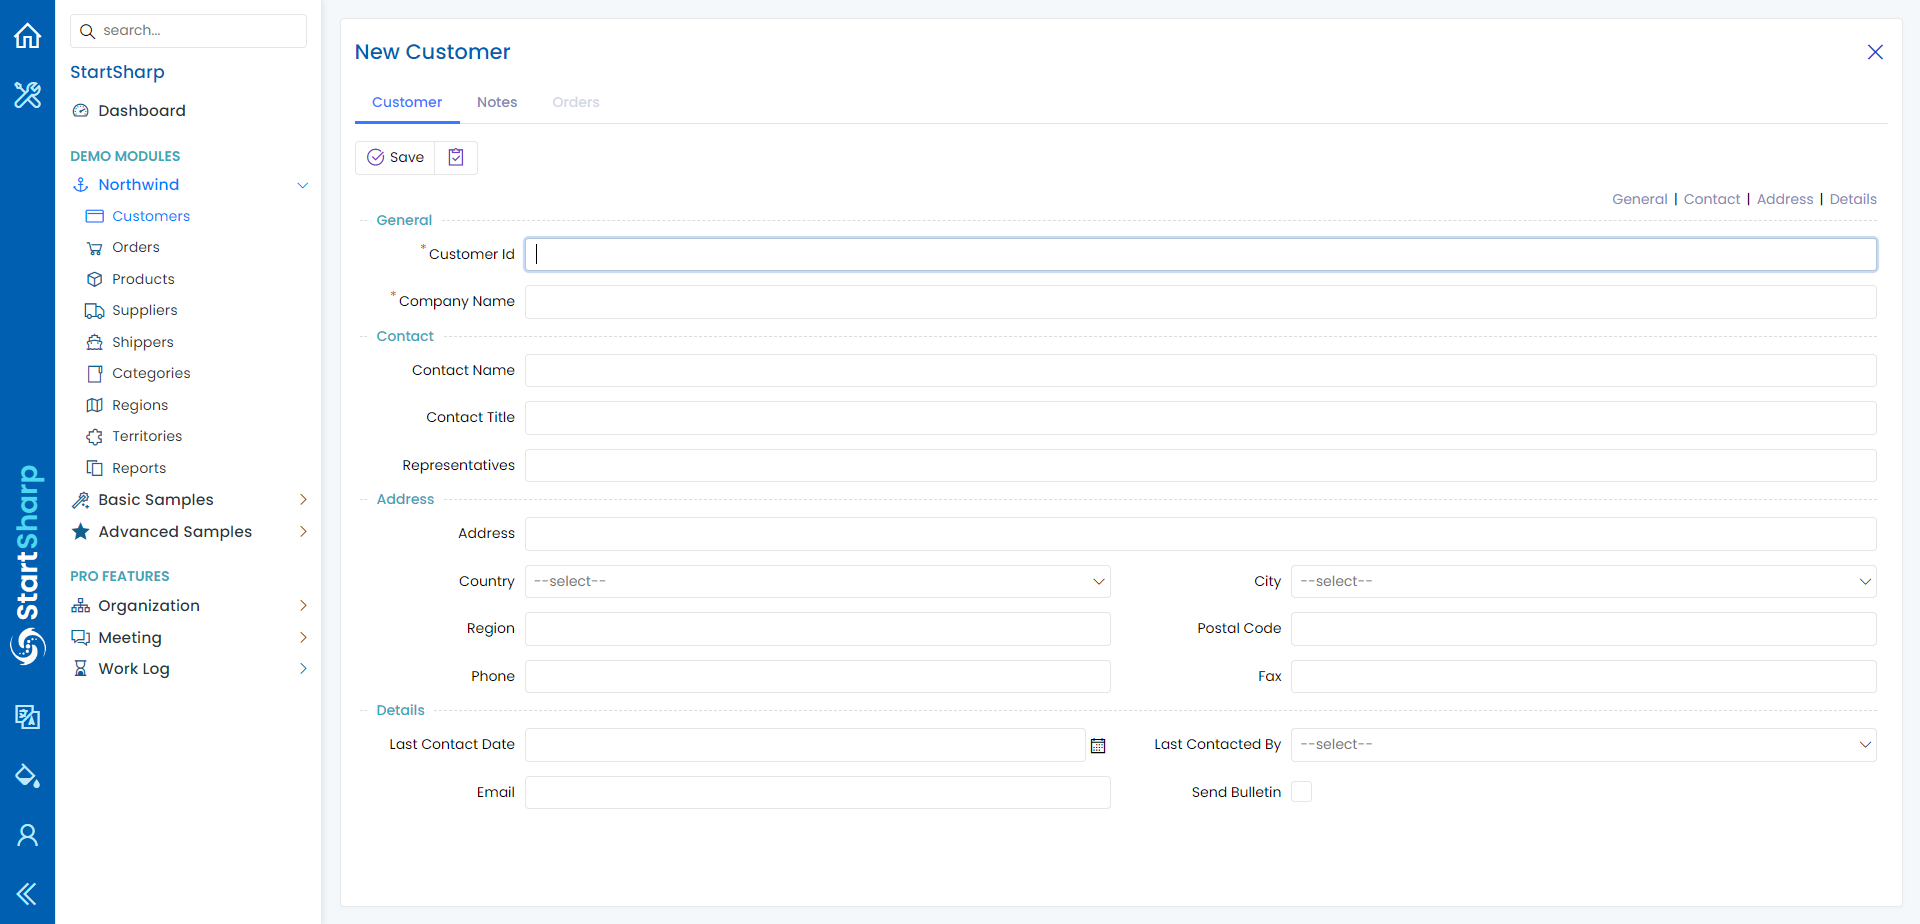 search...
StartSharp
Dashboard
DEMO MODULES
Northwind
Customers
Orders
Products
Suppliers
Shippers
Categories
Regions
Territories
Reports
Basic Samples
Advanced Samples
PRO FEATURES
Organization
Meeting
Work Log
StartSharp
New Customer
Customer Notes Orders
Save
General | Contact | Address | Details
General
* Customer Id
* Company Name
Contact
Contact Name
Contact Title
Representatives
Address
Address
Country --select-- City --select--
Region Postal Code
Phone Fax
Details
Last Contact Date Last Contacted By --select--
Email Send Bulletin